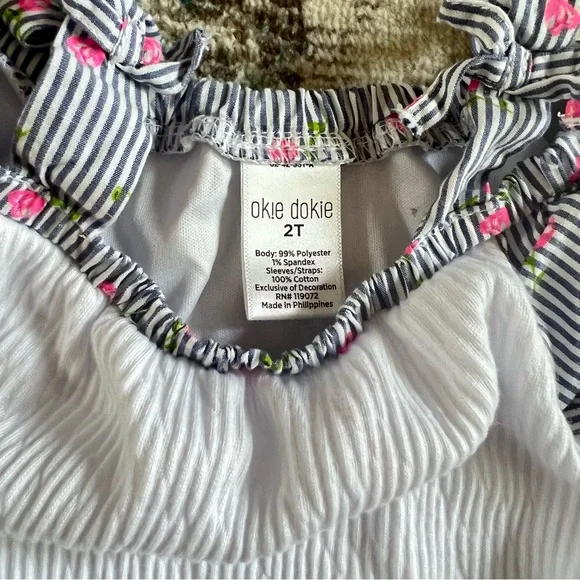 okie dokie
2T
Body: 99% Polyester
1% Spandex
Sleeves/Straps:
100% Cotton
Exclusive of Decoration
RN# 119072
Made In Philippines